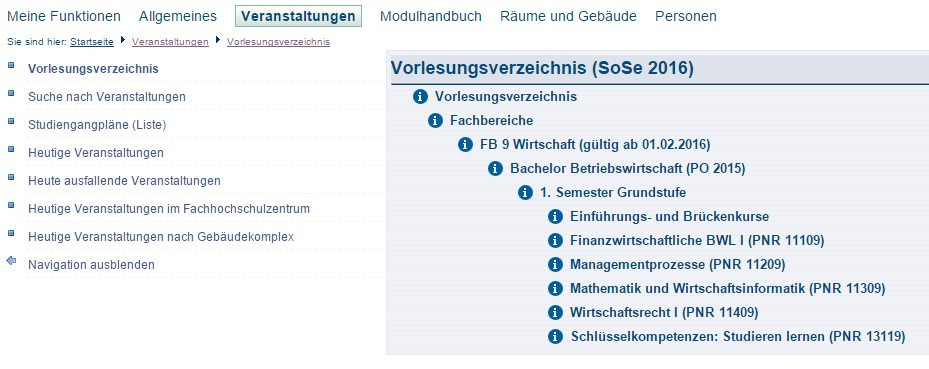 Meine Funktionen Allgemeines Veranstaltungen Modulhandbuch Räume und Gebäude Personen
Sie sind hier: Startseite Veranstaltungen Vorlesungsverzeichnis
Vorlesungsverzeichnis
Suche nach Veranstaltungen
Studiengangpläne (Liste)
Heutige Veranstaltungen
Heute ausfallende Veranstaltungen
Heutige Veranstaltungen im Fachhochschulzentrum
Heutige Veranstaltungen nach Gebäudekomplex
Navigation ausblenden
Vorlesungsverzeichnis (SoSe 2016)
Vorlesungsverzeichnis
Fachbereiche
FB 9 Wirtschaft (gültig ab 01.02.2016)
Bachelor Betriebswirtschaft (PO 2015)
1. Semester Grundstufe
Einführungs- und Brückenkurse
Finanzwirtschaftliche BWL I (PNR 11109)
Managementprozesse (PNR 11209)
Mathematik und Wirtschaftsinformatik (PNR 11309)
Wirtschaftsrecht I (PNR 11409)
Schlüsselkompetenzen: Studieren lernen (PNR 13119)